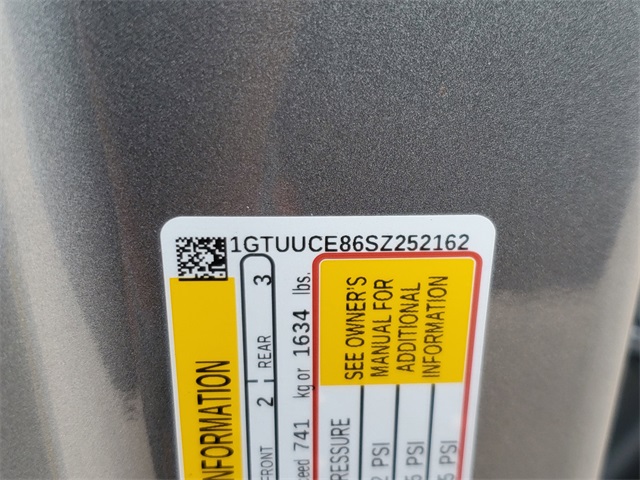 1GTUUCE86SZ252162
INFORMATION
FRONT 2 REAR 3
741 kg or 1634 lbs.
SEE OWNER'S
MANUAL FOR
ADDITIONAL
INFORMATION
PSI
PSI
PSI